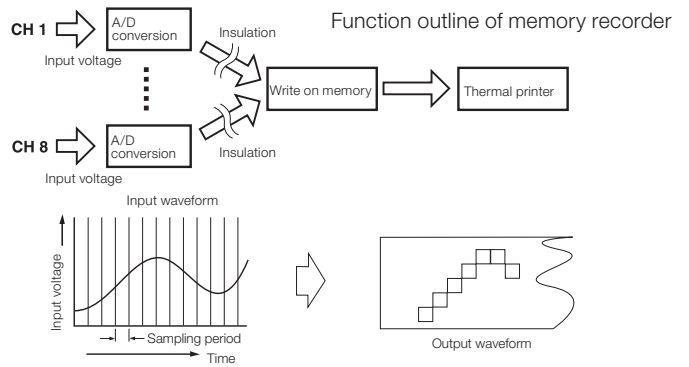 Function outline of memory recorder
CH 1
Input voltage
A/D
conversion
Insulation
Write on memory
Thermal printer
CH 8
Input voltage
A/D
conversion
Insulation
Input waveform
Input voltage
Sampling period
Time
Output waveform